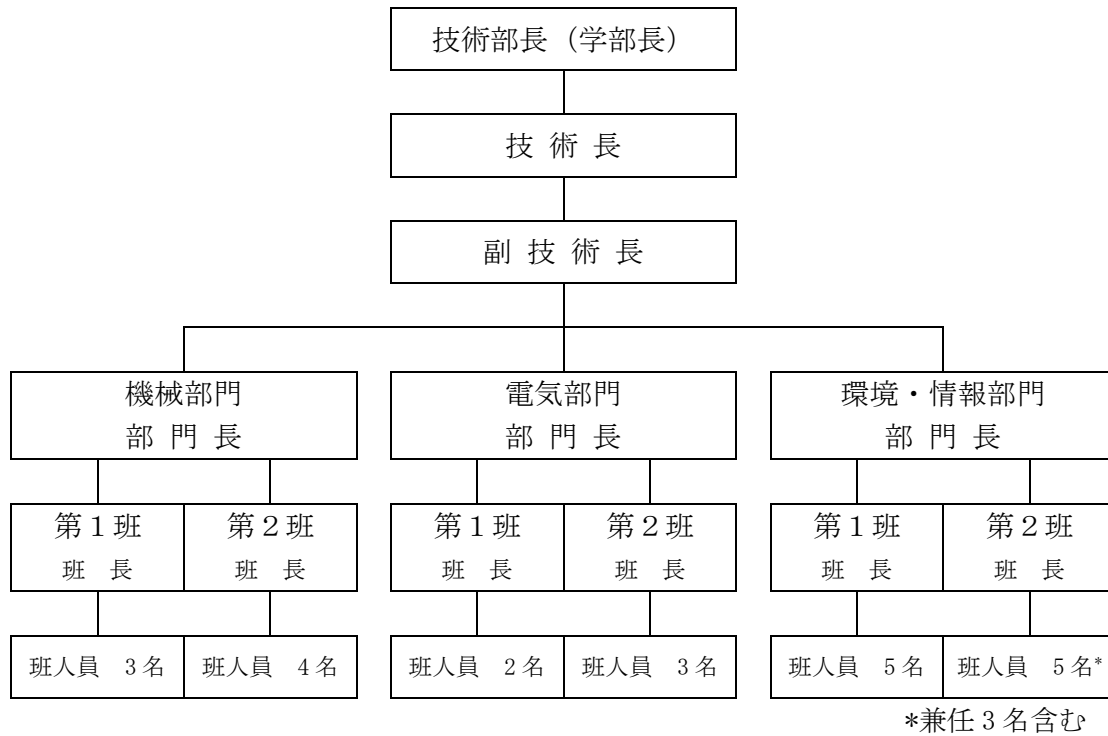 技術部長（学部長）
技 術 長
副 技 術 長
機械部門
部 門 長
電気部門
部 門 長
環境・情報部門
部 門 長
第１班
班　長
第２班
班　長
第１班
班　長
第２班
班　長
第１班
班　長
第２班
班　長
班人員　3名
班人員　4名
班人員　2名
班人員　3名
班人員　5名
班人員　5名*
*兼任3名含む